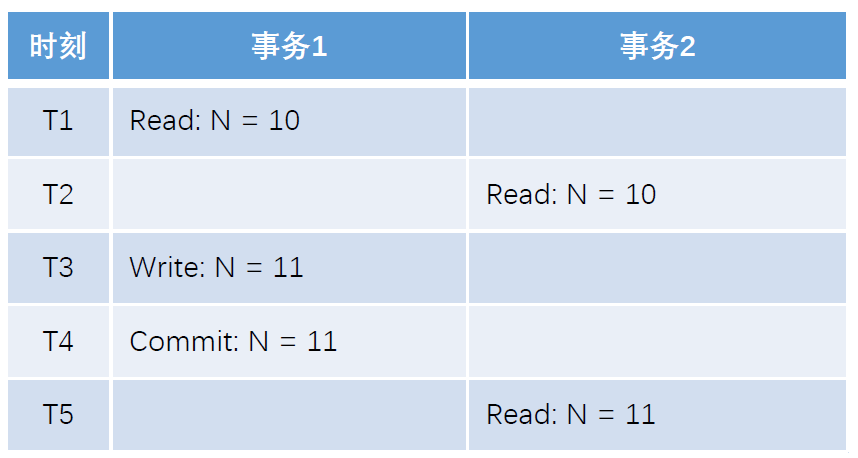 时刻 事务1 事务2
T1 Read: N = 10
T2 Read: N = 10
T3 Write: N = 11
T4 Commit: N = 11
T5 Read: N = 11